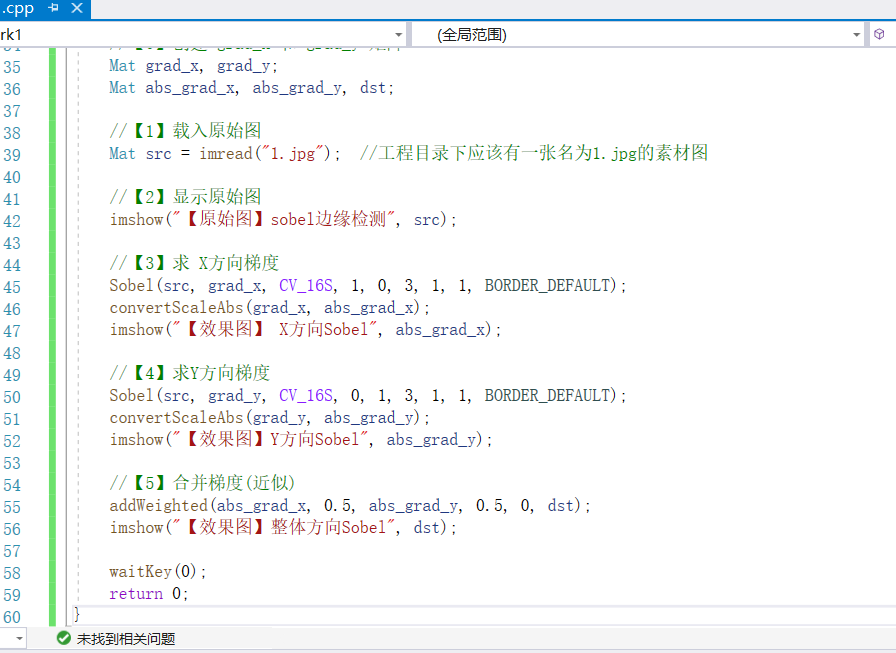 .cpp
rk1
(全局范围)
35 Mat grad_x, grad_y;
36 Mat abs_grad_x, abs_grad_y, dst;
37
38 //【1】载入原始图
39 Mat src = imread("1.jpg"); //工程目录下应该有一张名为1.jpg的素材图
40
41 //【2】显示原始图
42 imshow("【原始图】sobel边缘检测", src);
43
44 //【3】求 X方向梯度
45 Sobel(src, grad_x, CV_16S, 1, 0, 3, 1, 1, BORDER_DEFAULT);
46 convertScaleAbs(grad_x, abs_grad_x);
47 imshow("【效果图】 X方向Sobel", abs_grad_x);
48
49 //【4】求Y方向梯度
50 Sobel(src, grad_y, CV_16S, 0, 1, 3, 1, 1, BORDER_DEFAULT);
51 convertScaleAbs(grad_y, abs_grad_y);
52 imshow("【效果图】Y方向Sobel", abs_grad_y);
53
54 //【5】合并梯度(近似)
55 addWeighted(abs_grad_x, 0.5, abs_grad_y, 0.5, 0, dst);
56 imshow("【效果图】整体方向Sobel", dst);
57
58 waitKey(0);
59 return 0;
60 }
未找到相关问题